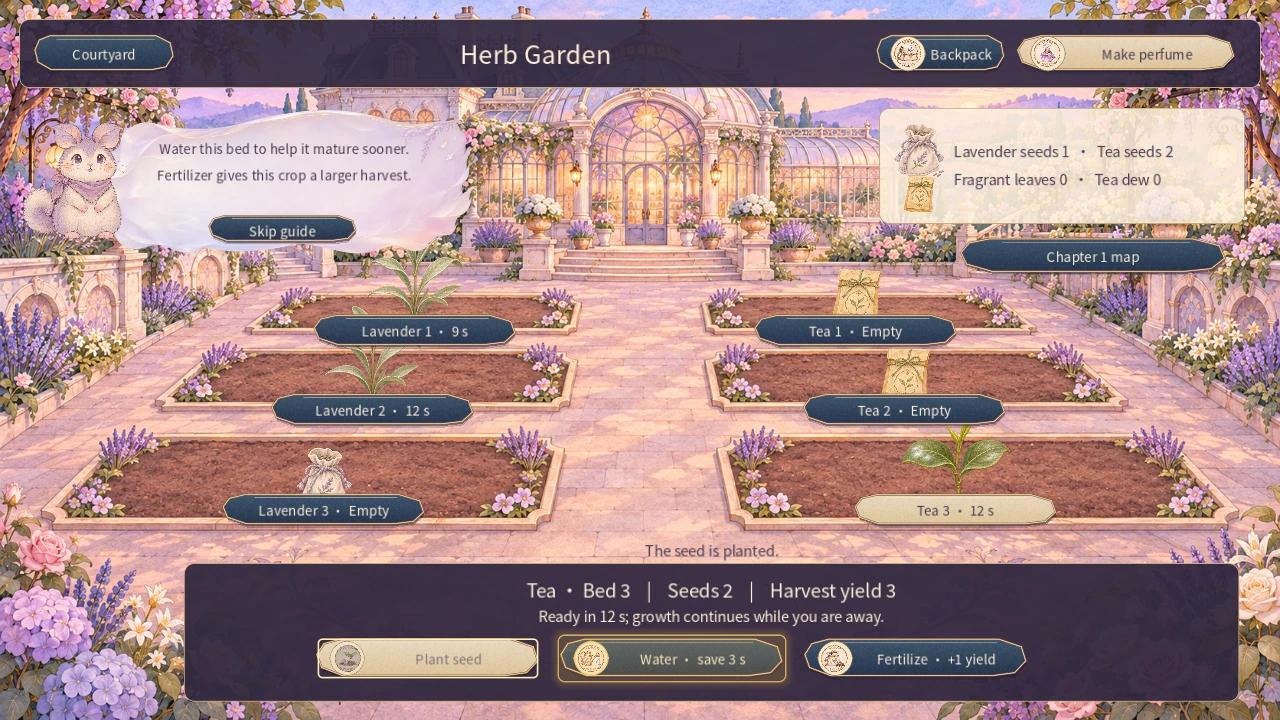 Courtyard
Herb Garden
Backpack
Make perfume
Water this bed to help it mature sooner.
Fertilizer gives this crop a larger harvest.
Skip guide
Lavender seeds 1 • Tea seeds 2
Fragrant leaves 0 • Tea dew 0
Chapter 1 map
Lavender 1 • 9 s
Tea 1 • Empty
Lavender 2 • 12 s
Tea 2 • Empty
Lavender 3 • Empty
Tea 3 • 12 s
The seed is planted.
Tea • Bed 3 | Seeds 2 | Harvest yield 3
Ready in 12 s; growth continues while you are away.
Plant seed
Water • save 3 s
Fertilize • +1 yield